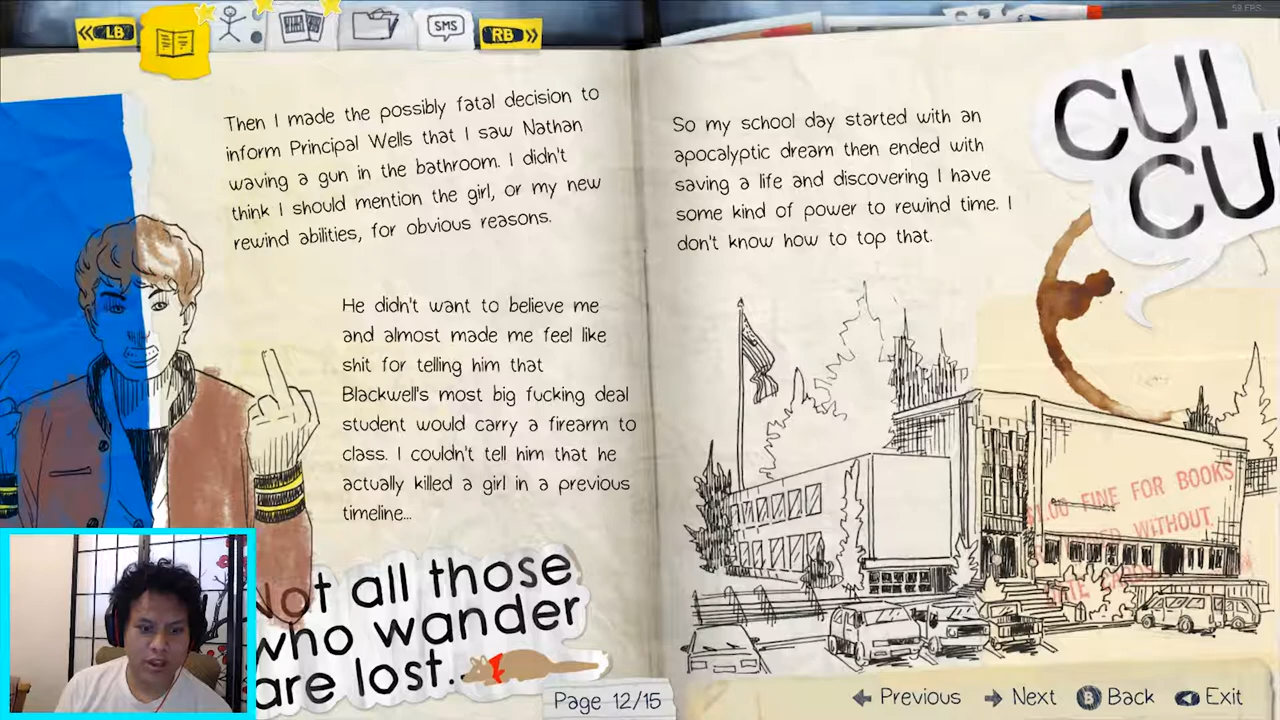 59 FPS
LB
SMS
RB
Then I made the possibly fatal decision to
inform Principal Wells that I saw Nathan
waving a gun in the bathroom. I didn't
think I should mention the girl, or my new
rewind abilities, for obvious reasons.
He didn't want to believe me
and almost made me feel like
shit for telling him that
Blackwell's most big fucking deal
student would carry a firearm to
class. I couldn't tell him that he
actually killed a girl in a previous
timeline...
Not all those
who wander
are lost.
So my school day started with an
apocalyptic dream then ended with
saving a life and discovering I have
some kind of power to rewind time. I
don't know how to top that.
CUI
CU
$1.00 FINE FOR BOOKS
WITHOUT
Page 12/15
Previous
Next
B Back
Exit